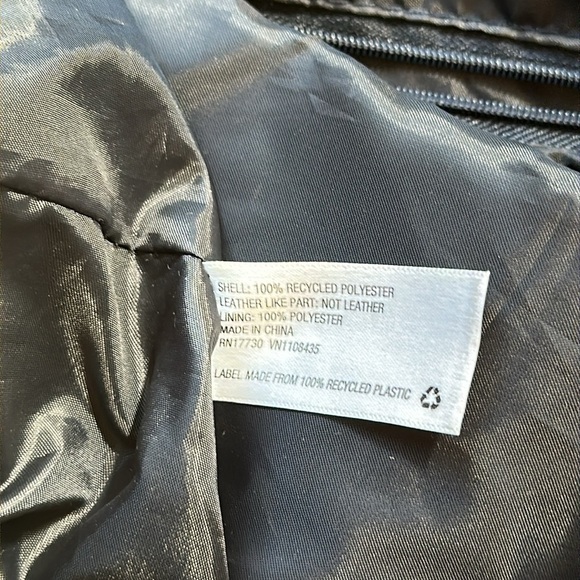 SHELL: 100% RECYCLED POLYESTER
LEATHER LIKE PART: NOT LEATHER
LINING: 100% POLYESTER
MADE IN CHINA
RN17730 VN1108435
LABEL MADE FROM 100% RECYCLED PLASTIC